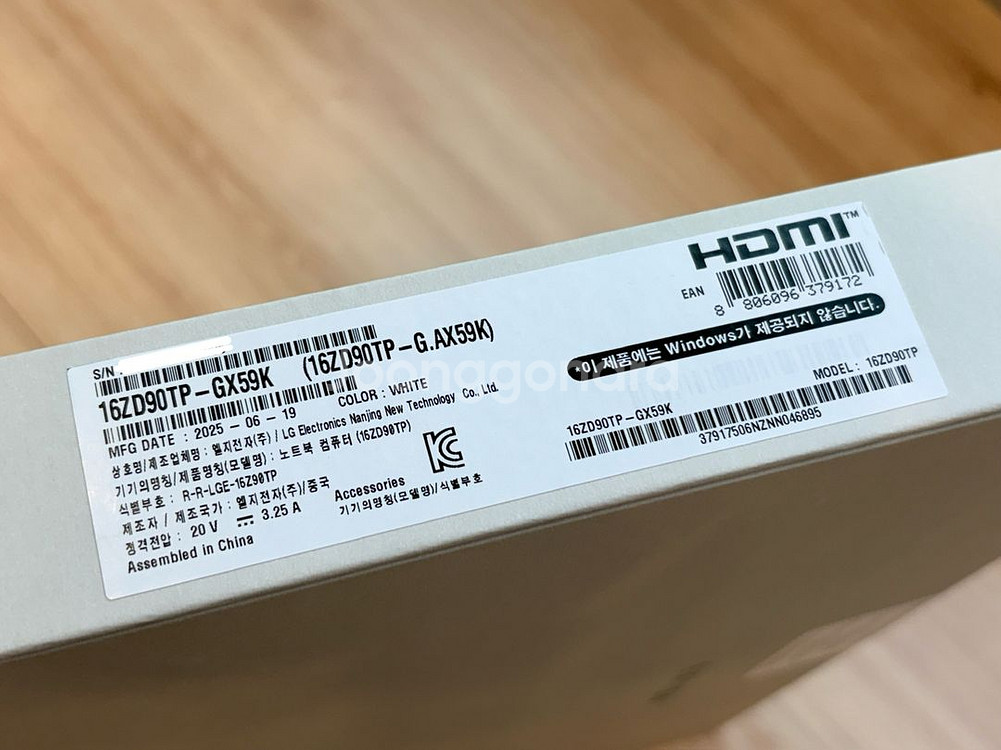 HDMI™
EAN
8 806096 379172
*이 제품에는 Windows가 제공되지 않습니다.
S/N
16ZD90TP-GX59K (16ZD90TP-G.AX59K)
MFG DATE : 2025 - 06 - 19 COLOR : WHITE
상호명/제조업체명 : 엘지전자(주) / LG Electronics Nanjing New Technology Co., Ltd.
기기의명칭/제품명칭(모델명) : 노트북 컴퓨터 (16ZD90TP)
식별부호 : R-R-LGE-16Z90TP
제조자 / 제조국가 : 엘지전자(주)/중국
정격전압 : 20 V ⎓ 3.25 A
Assembled in China
Accessories
기기의명칭(모델명)/식별부호
16ZD90TP-GX59K
MODEL : 16ZD90TP
37917506NZNN046895
joonggonara